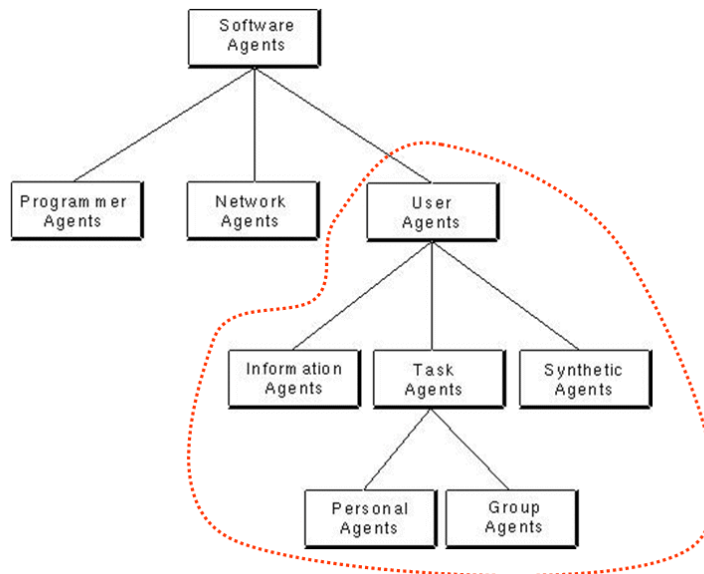 Software
Agents
Programmer
Agents
Network
Agents
User
Agents
Information
Agents
Task
Agents
Synthetic
Agents
Personal
Agents
Group
Agents